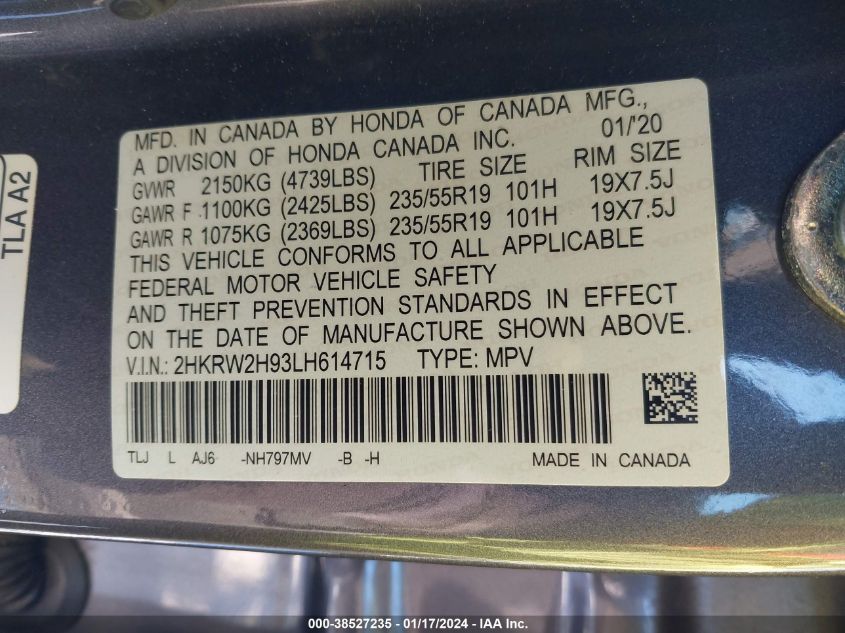 TLA A2
MFD. IN CANADA BY HONDA OF CANADA MFG.,
A DIVISION OF HONDA CANADA INC. 01/'20
GVWR 2150KG (4739LBS) TIRE SIZE RIM SIZE
GAWR F 1100KG (2425LBS) 235/55R19 101H 19X7.5J
GAWR R 1075KG (2369LBS) 235/55R19 101H 19X7.5J
THIS VEHICLE CONFORMS TO ALL APPLICABLE
FEDERAL MOTOR VEHICLE SAFETY
AND THEFT PREVENTION STANDARDS IN EFFECT
ON THE DATE OF MANUFACTURE SHOWN ABOVE.
V.I.N.: 2HKRW2H93LH614715 TYPE: MPV
TLJ L AJ6 -NH797MV -B -H MADE IN CANADA
000-38527235 - 01/17/2024 - IAA Inc.